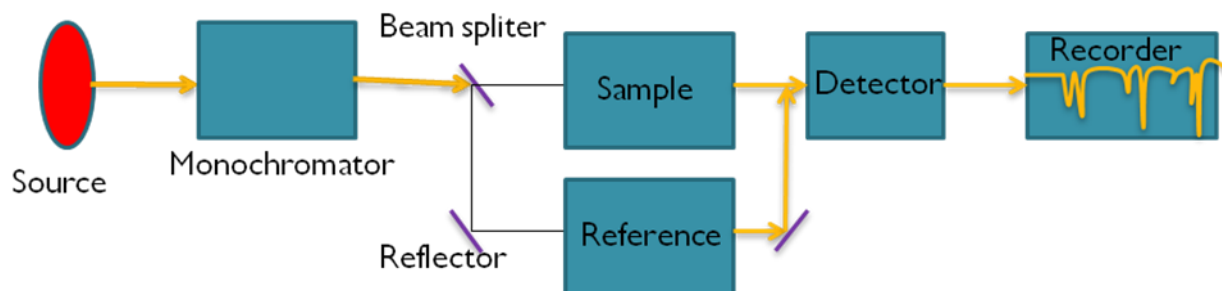 Beam spliter
Recorder
Sample
Detector
Monochromator
Source
Reflector
Reference